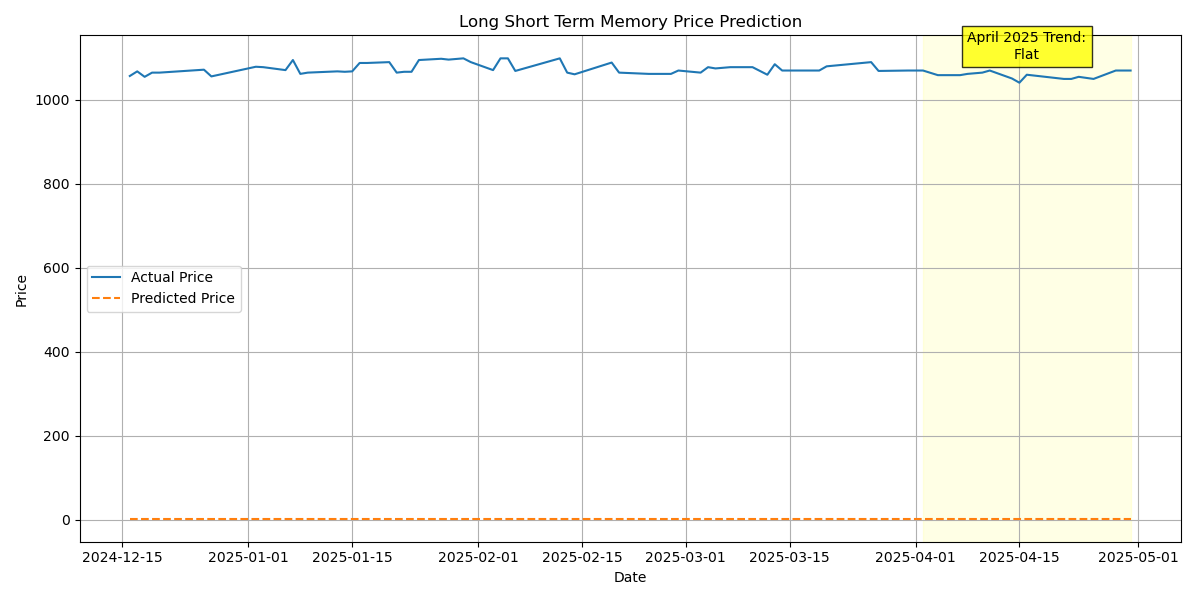 Long Short Term Memory Price Prediction
April 2025 Trend:
Flat
1000
800
600
400
200
0
Price
Actual Price
Predicted Price
2024-12-15
2025-01-01
2025-01-15
2025-02-01
2025-02-15
2025-03-01
2025-03-15
2025-04-01
2025-04-15
2025-05-01
Date